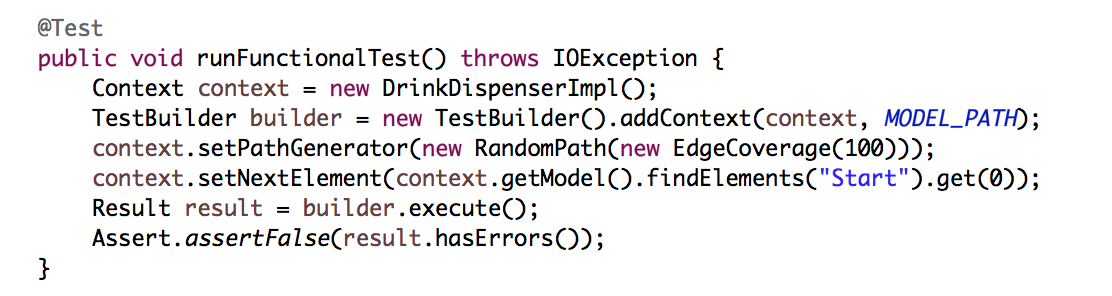 @Test
public void runFunctionalTest() throws IOException {
    Context context = new DrinkDispenserImpl();
    TestBuilder builder = new TestBuilder().addContext(context, MODEL_PATH);
    context.setPathGenerator(new RandomPath(new EdgeCoverage(100)));
    context.setNextElement(context.getModel().findElements("Start").get(0));
    Result result = builder.execute();
    Assert.assertFalse(result.hasErrors());
}